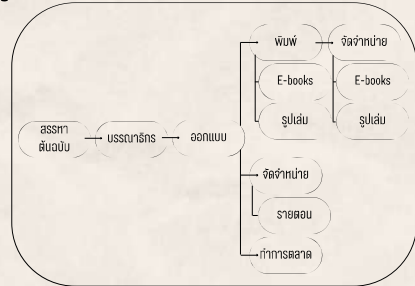 พิมพ์
จัดจำหน่าย
E-books
E-books
รูปเล่ม
รูปเล่ม
สรรหา
ต้นฉบับ
บรรณาธิกร
ออกแบบ
จัดจำหน่าย
รายตอน
ทำการตลาด